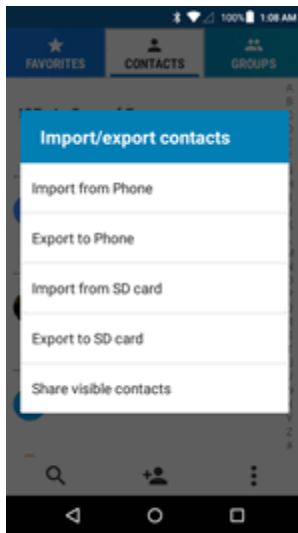 100% 1:08 AM
FAVORITES CONTACTS GROUPS
A
B
Import/export contacts
Import from Phone
Export to Phone
Import from SD card
Export to SD card
Share visible contacts
Z
#